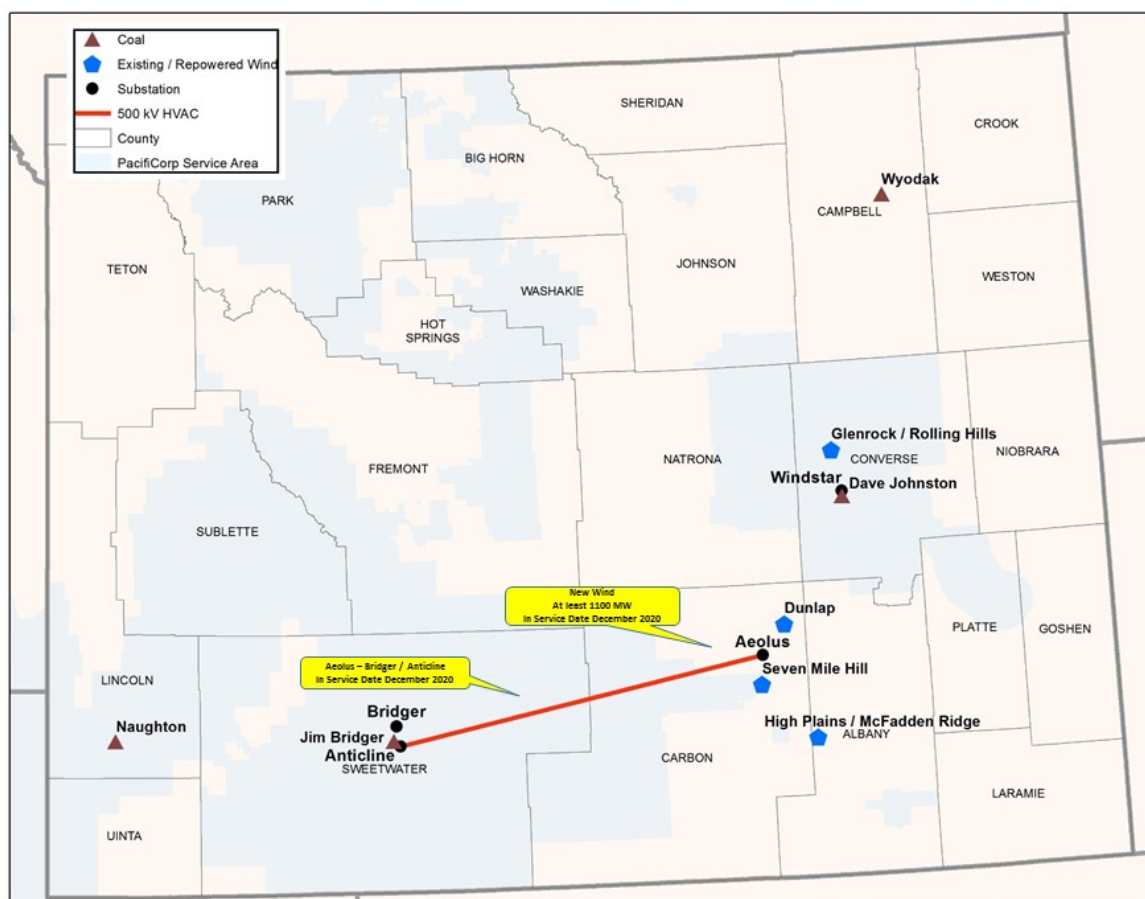 Coal
Existing / Repowered Wind
Substation
500 kV HVAC
County
PacifiCorp Service Area
SHERIDAN
CROOK
BIG HORN
PARK
Wyodak
CAMPBELL
TETON
JOHNSON
WESTON
WASHAKIE
HOT
SPRINGS
Glenrock / Rolling Hills
CONVERSE
NIOBRARA
NATRONA
FREMONT
Windstar
Dave Johnston
SUBLETTE
New Wind
At least 1100 MW
In Service Date December 2020
Dunlap
PLATTE
GOSHEN
Aeolus
Aeolus – Bridger / Anticline
In Service Date December 2020
Seven Mile Hill
LINCOLN
Naughton
Bridger
Jim Bridger
Anticline
SWEETWATER
High Plains / McFadden Ridge
ALBANY
CARBON
LARAMIE
UINTA